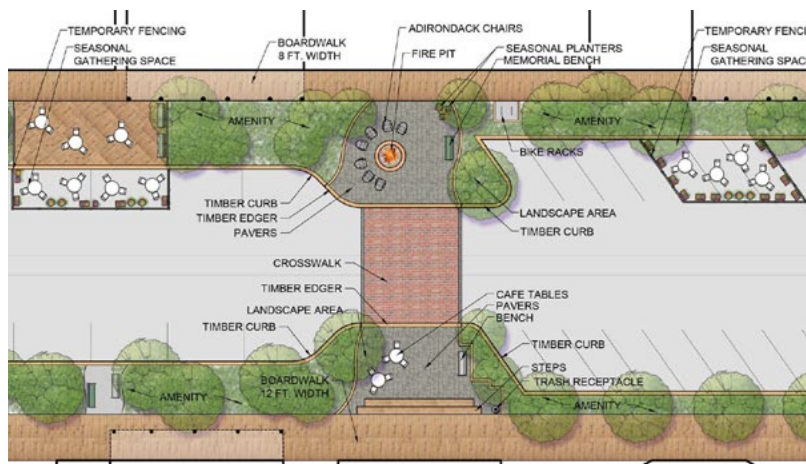 TEMPORARY FENCING
SEASONAL
GATHERING SPACE
BOARDWALK
8 FT. WIDTH
ADIRONDACK CHAIRS
FIRE PIT
SEASONAL PLANTERS
MEMORIAL BENCH
TEMPORARY FENC
SEASONAL
GATHERING SPAC
AMENITY
AMENITY
BIKE RACKS
TIMBER CURB
TIMBER EDGER
PAVERS
LANDSCAPE AREA
TIMBER CURB
CROSSWALK
TIMBER EDGER
LANDSCAPE AREA
TIMBER CURB
CAFE TABLES
PAVERS
BENCH
TIMBER CURB
STEPS
TRASH RECEPTACLE
BOARDWALK
12 FT. WIDTH
AMENITY
AMENITY